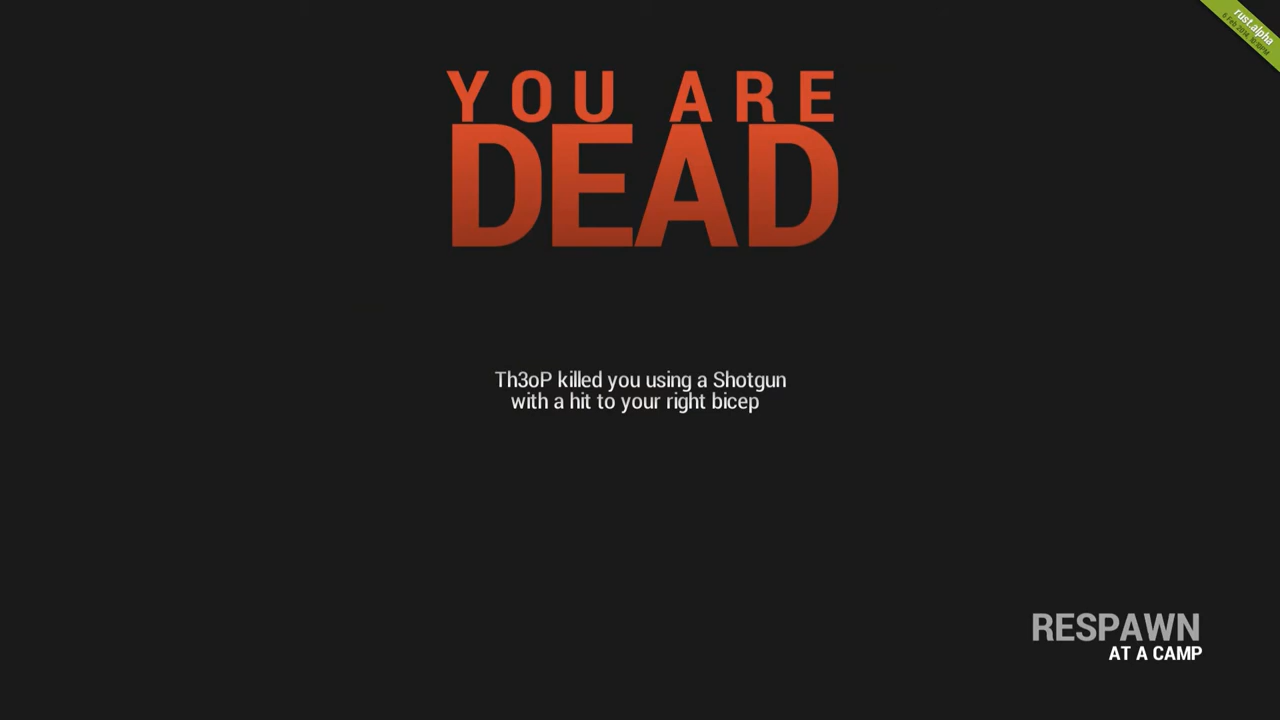 rust.alpha
YOU ARE
DEAD
Th3oP killed you using a Shotgun
with a hit to your right bicep
RESPAWN
AT A CAMP